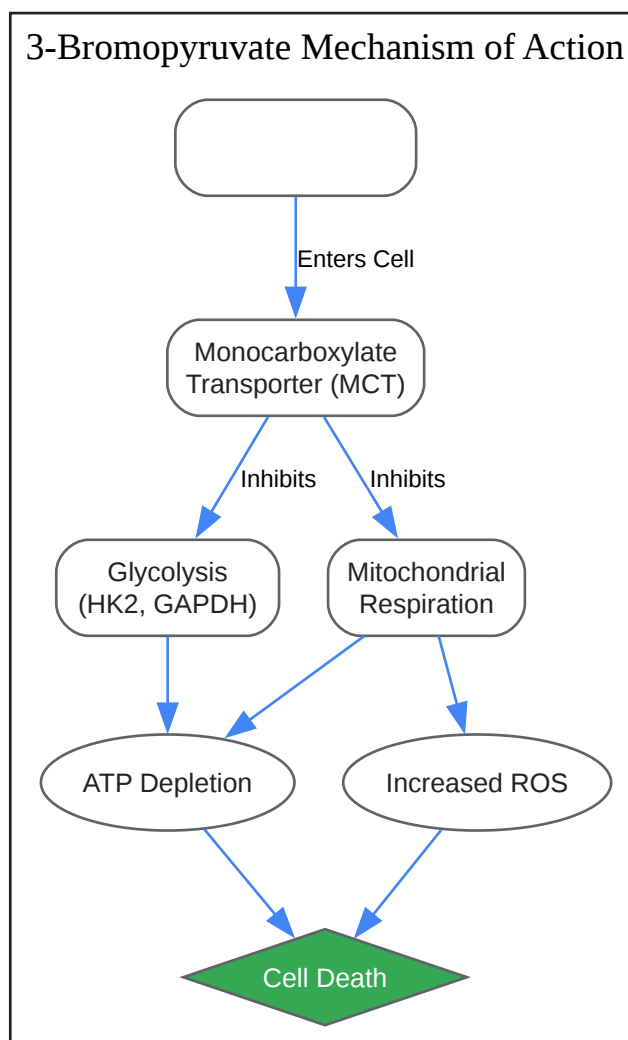 3-Bromopyruvate Mechanism of Action
Enters Cell
Monocarboxylate
Transporter (MCT)
Inhibits
Inhibits
Glycolysis
(HK2, GAPDH)
Mitochondrial
Respiration
ATP Depletion
Increased ROS
Cell Death